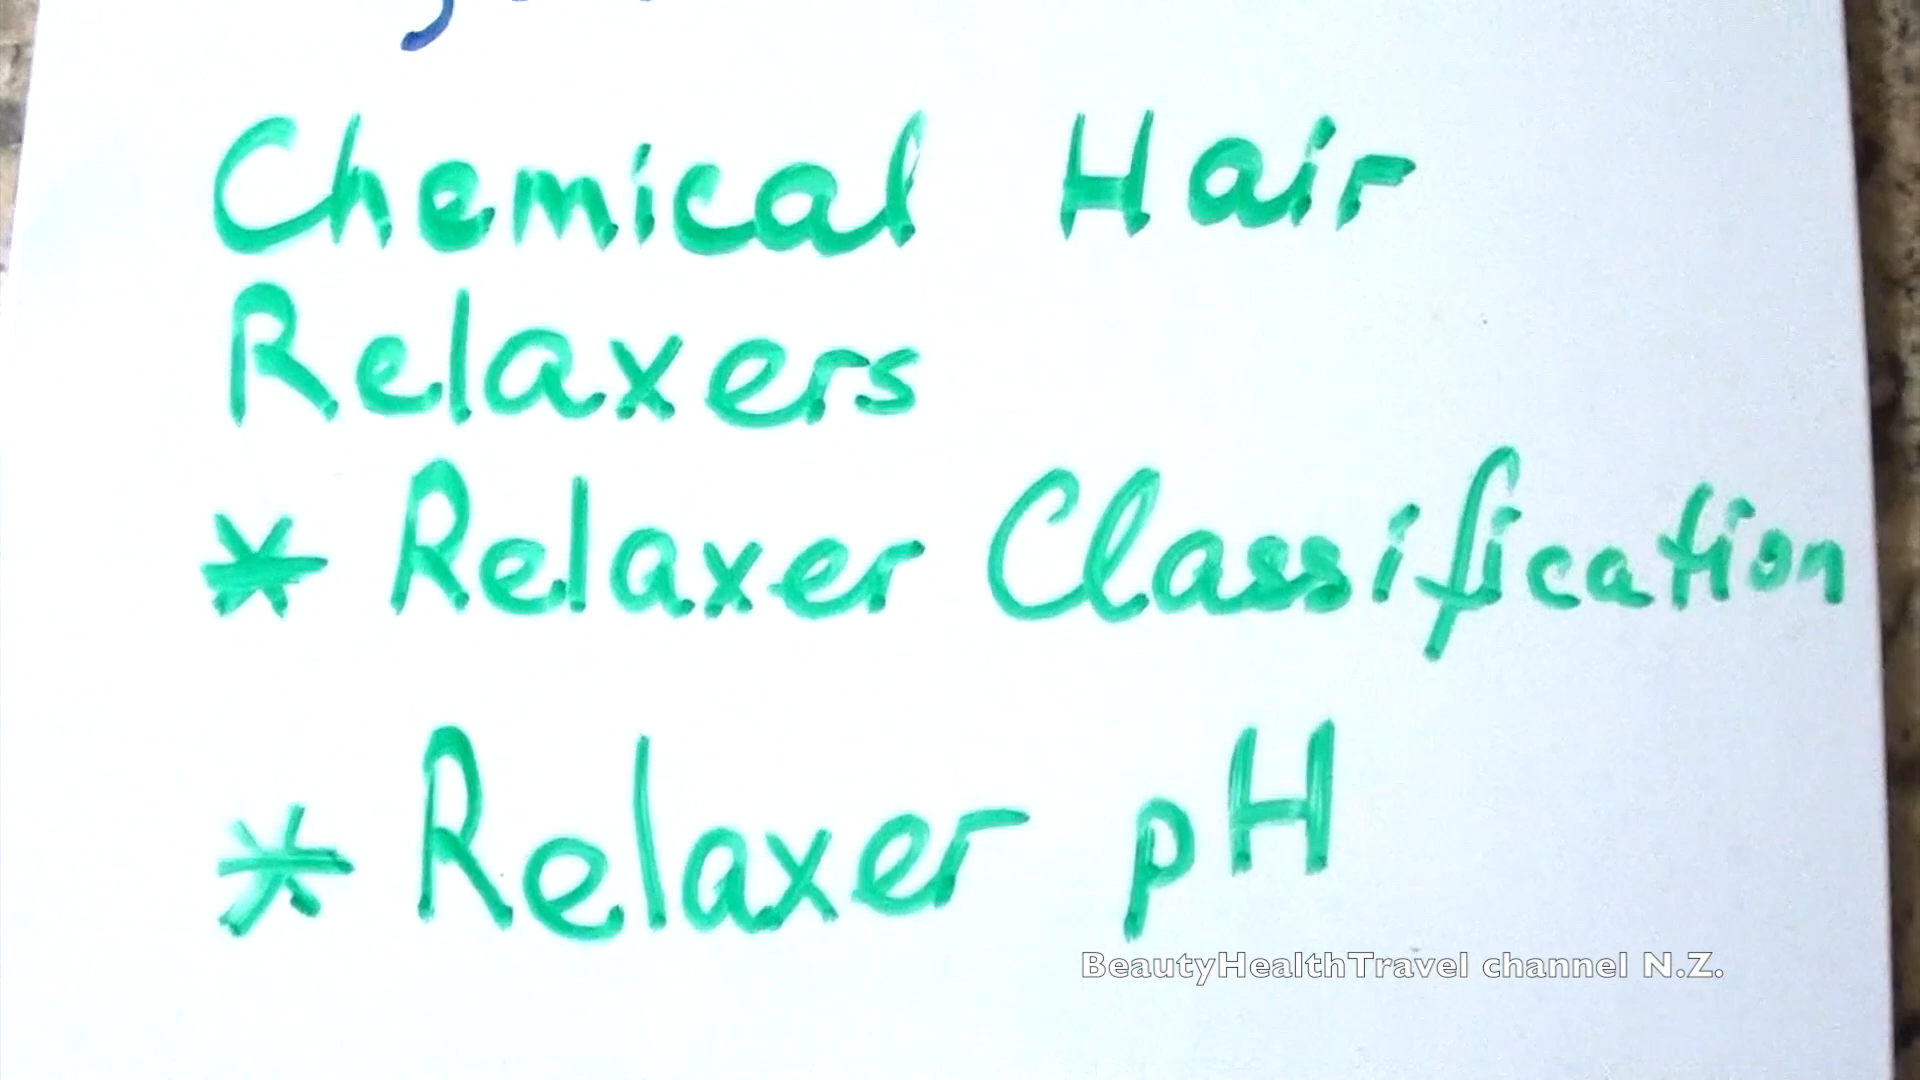 Chemical Hair
Relaxers
* Relaxer Classification
* Relaxer pH
BeautyHealthTravel channel N.Z.